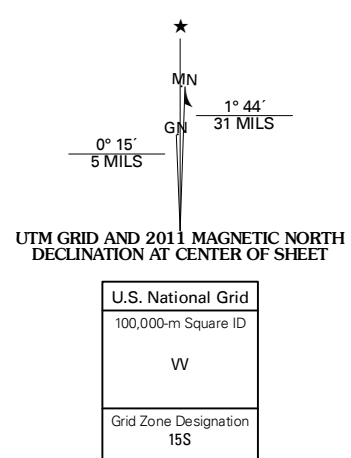 ★
MN
1° 44´
31 MILS
GN
0° 15´
5 MILS
UTM GRID AND 2011 MAGNETIC NORTH
DECLINATION AT CENTER OF SHEET
U.S. National Grid
100,000-m Square ID
VV
Grid Zone Designation
15S